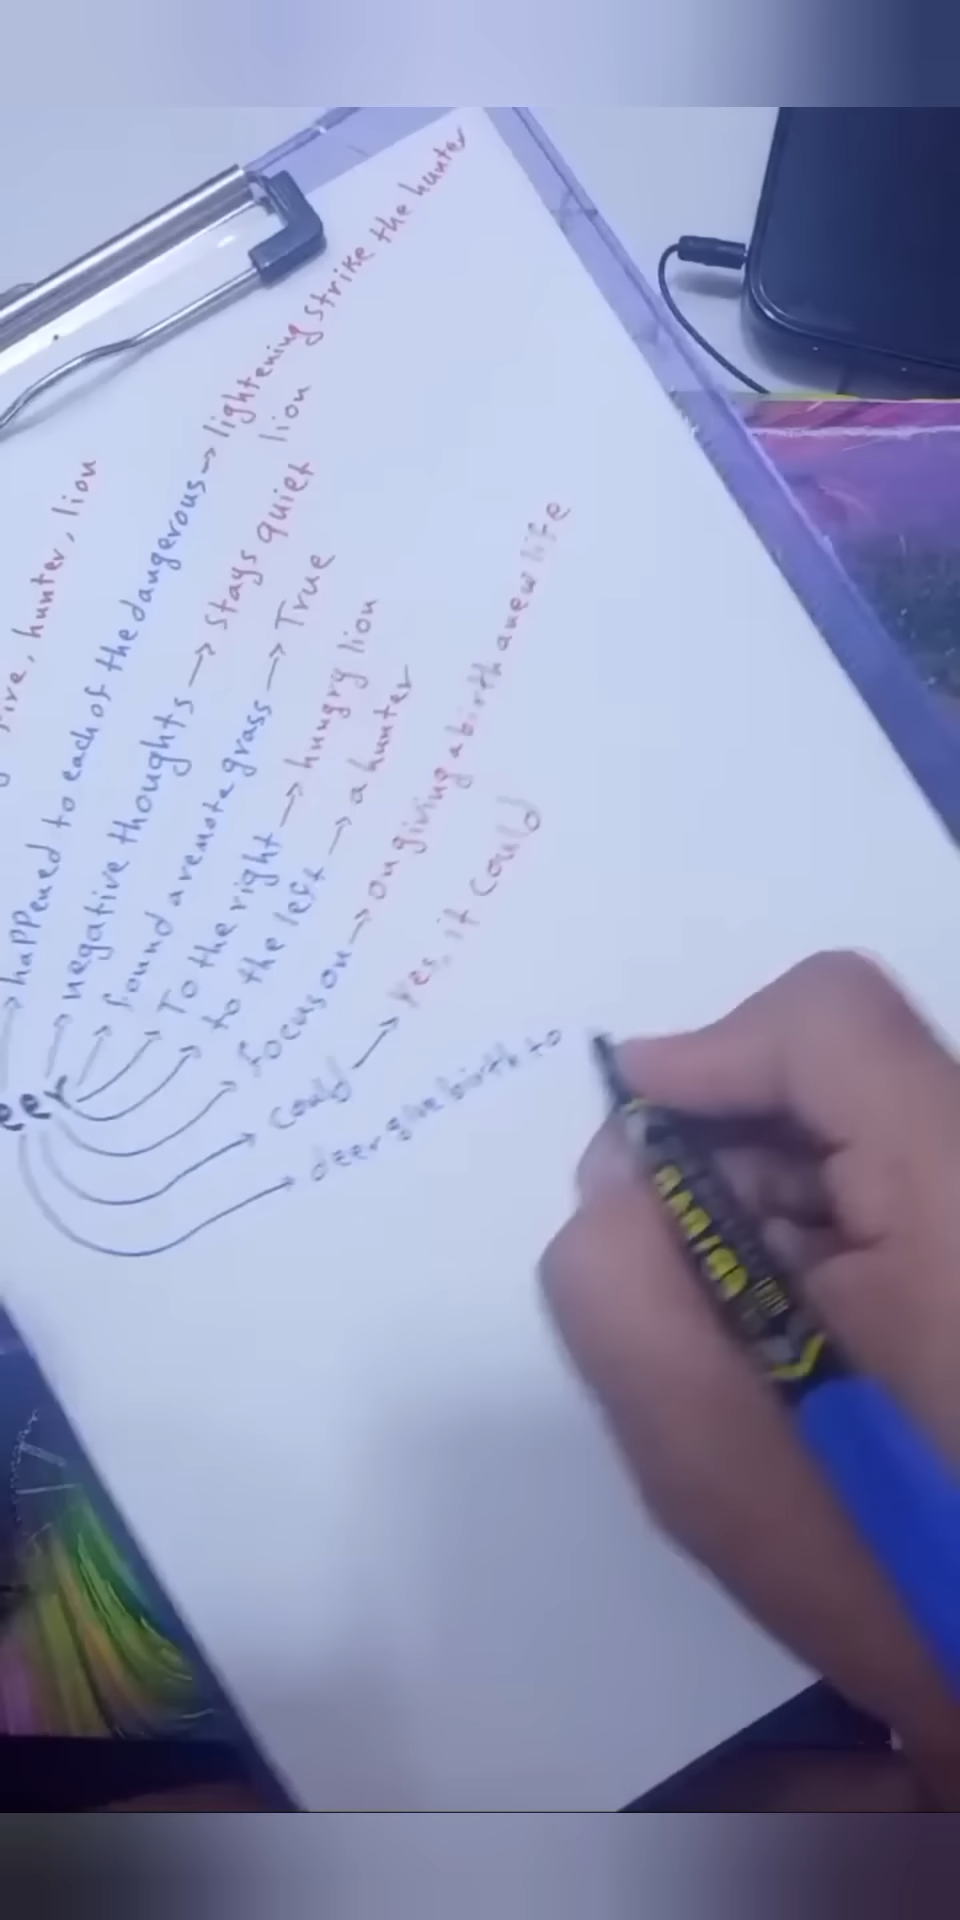 fire, hunter, lion
happened to each of the dangerous → lightening strike the hunter
negative thoughts → stays quiet lion
found a remote grass → True
To the right → hungry lion
to the left → a hunter
focus on → on giving a birth a new life
Could → Yes, it Could
deer give birth to
eer